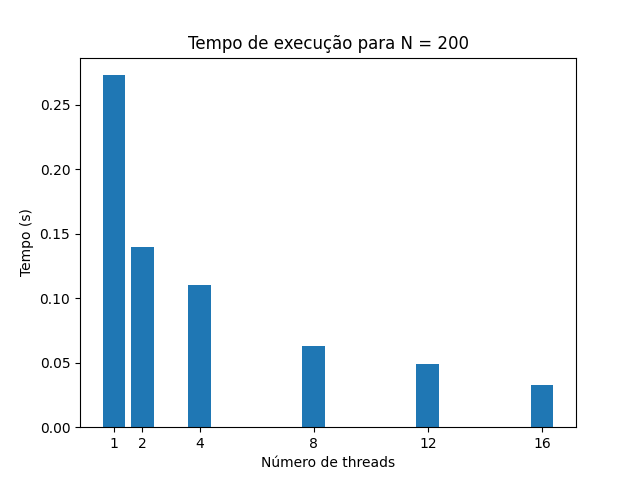 Tempo de execução para N = 200
Tempo (s)
0.25
0.20
0.15
0.10
0.05
0.00
1 2 4 8 12 16
Número de threads